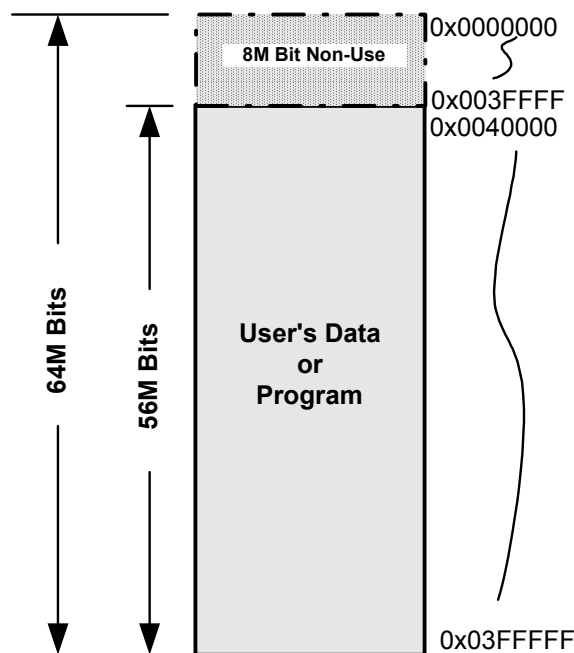 0x0000000
8M Bit Non-Use
0x003FFFF
0x0040000
64M Bits
56M Bits
User's Data
or
Program
0x03FFFFF